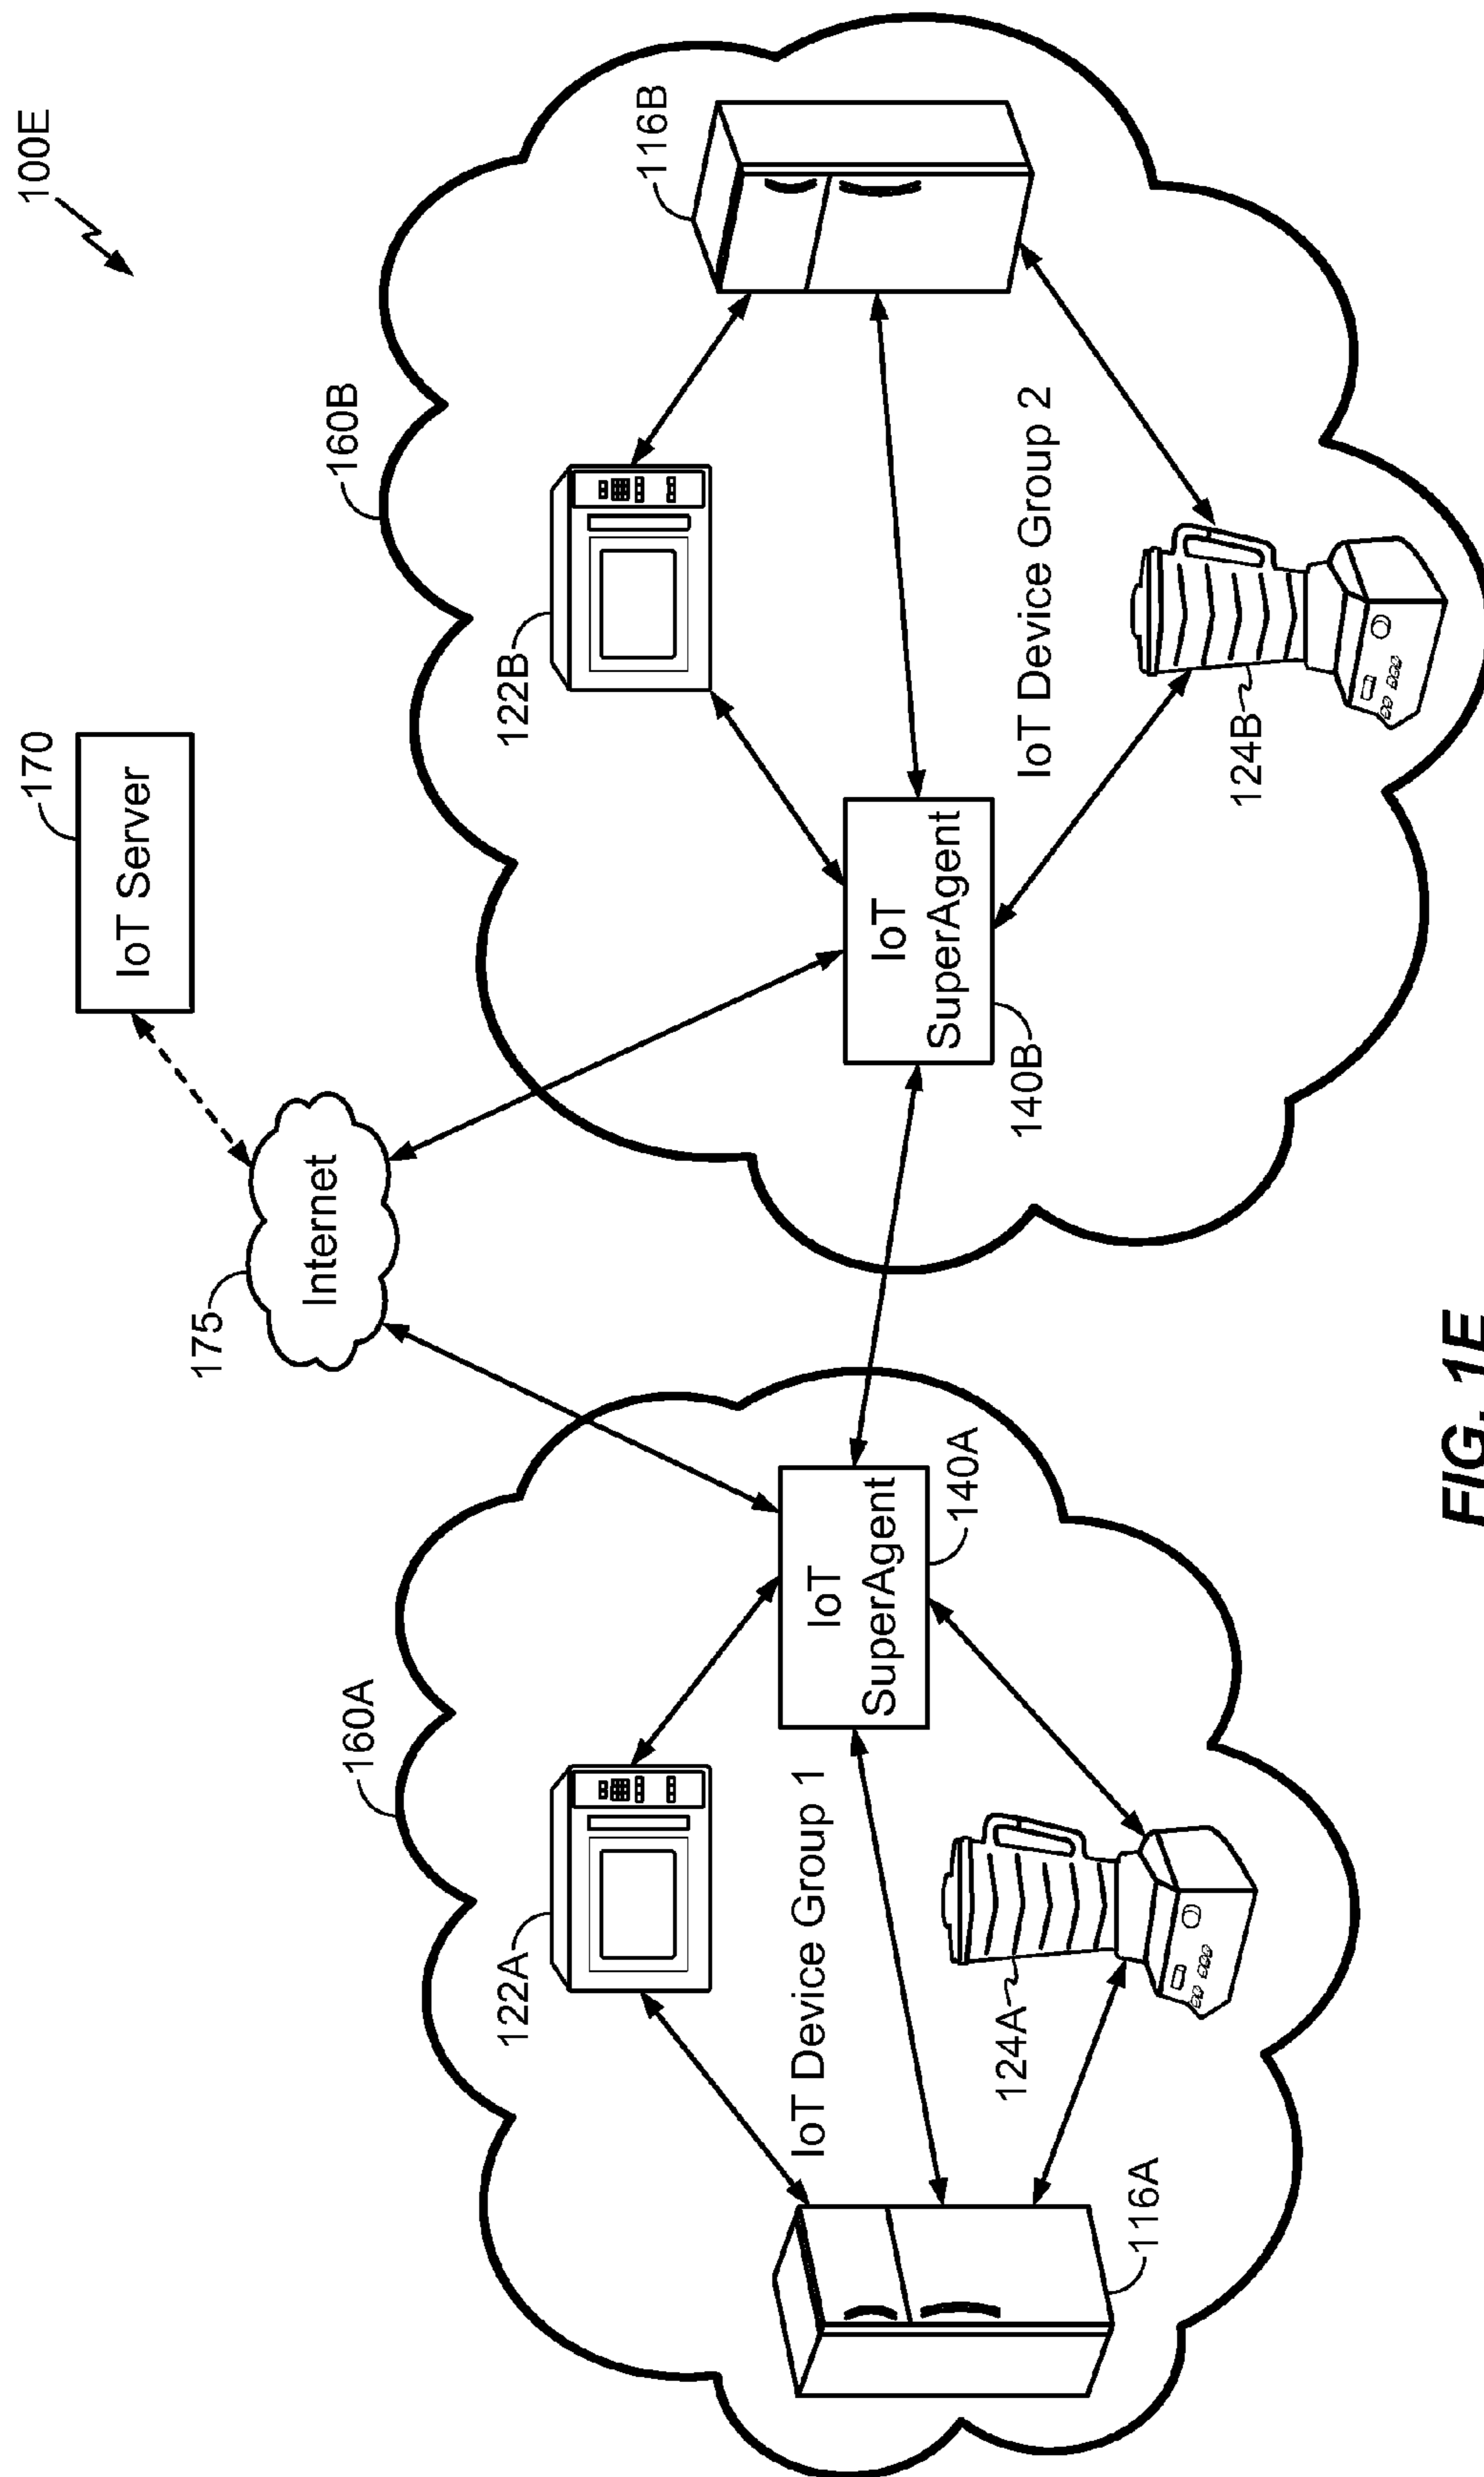 100E
170
IoT Server
175
Internet
160A
160B
122A
122B
116B
IoT
SuperAgent
140A
IoT
SuperAgent
140B
IoT Device Group 1
IoT Device Group 2
124A
124B
116A
FIG. 1E